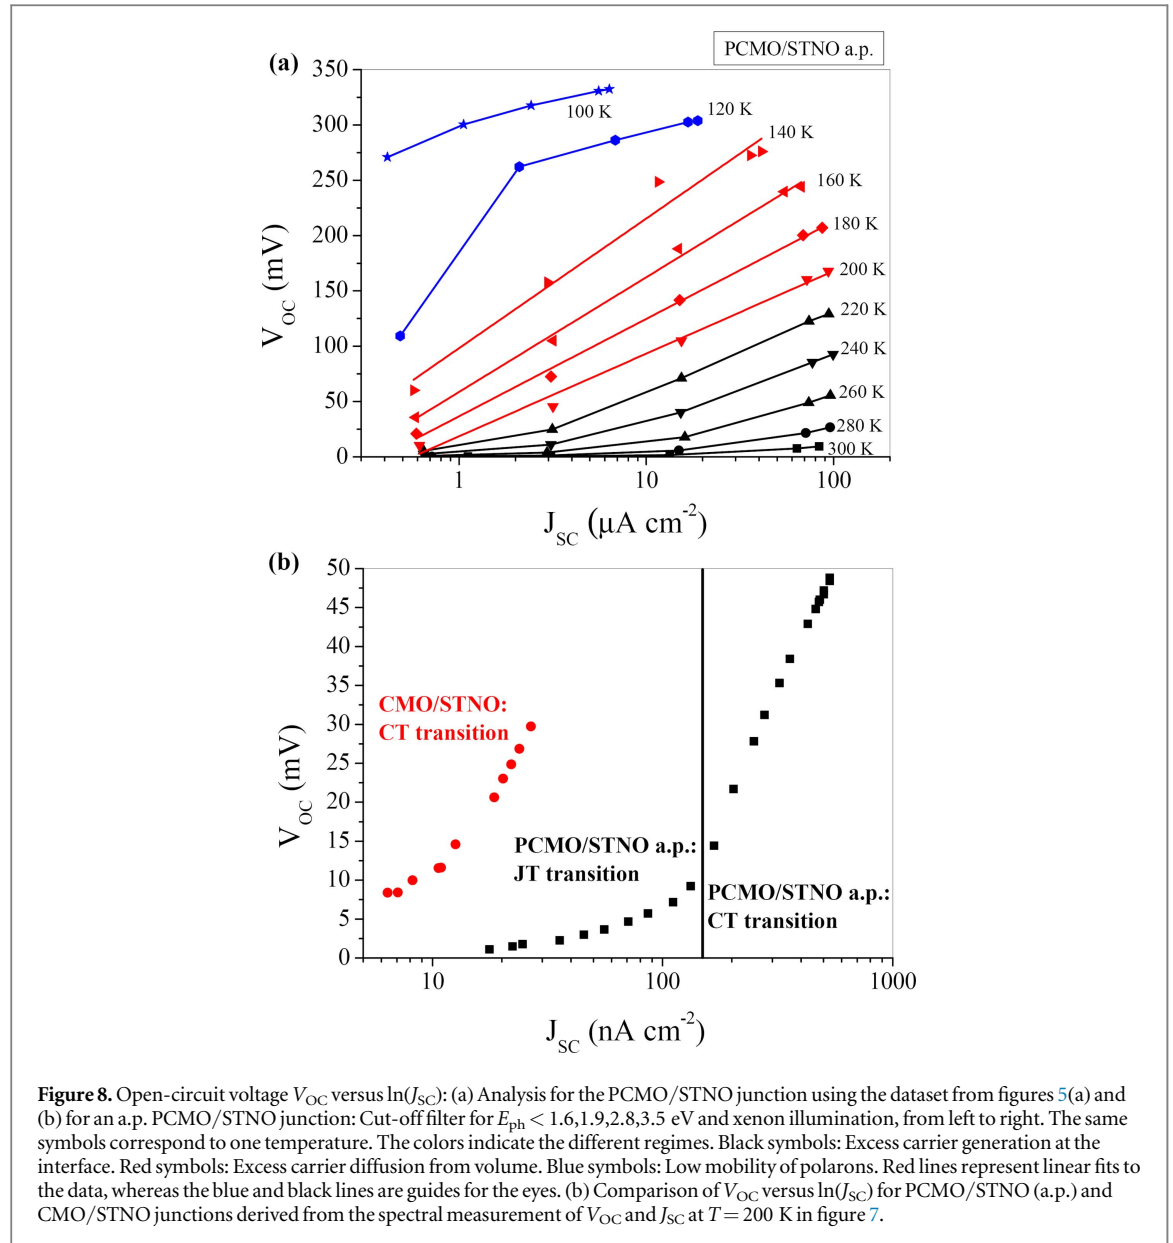 PCMO/STNO a.p.
(a)
350
300
250
200
150
100
50
0
V_OC (mV)
100 K
120 K
140 K
160 K
180 K
200 K
220 K
240 K
260 K
280 K
300 K
1
10
100
J_SC (µA cm^-2)
(b)
50
45
40
35
30
25
20
15
10
5
0
V_OC (mV)
CMO/STNO:
CT transition
PCMO/STNO a.p.:
JT transition
PCMO/STNO a.p.:
CT transition
10
100
1000
J_SC (nA cm^-2)
Figure 8. Open-circuit voltage V_OC versus ln(J_SC): (a) Analysis for the PCMO/STNO junction using the dataset from figures 5(a) and
(b) for an a.p. PCMO/STNO junction: Cut-off filter for E_ph < 1.6,1.9,2.8,3.5 eV and xenon illumination, from left to right. The same
symbols correspond to one temperature. The colors indicate the different regimes. Black symbols: Excess carrier generation at the
interface. Red symbols: Excess carrier diffusion from volume. Blue symbols: Low mobility of polarons. Red lines represent linear fits to
the data, whereas the blue and black lines are guides for the eyes. (b) Comparison of V_OC versus ln(J_SC) for PCMO/STNO (a.p.) and
CMO/STNO junctions derived from the spectral measurement of V_OC and J_SC at T = 200 K in figure 7.